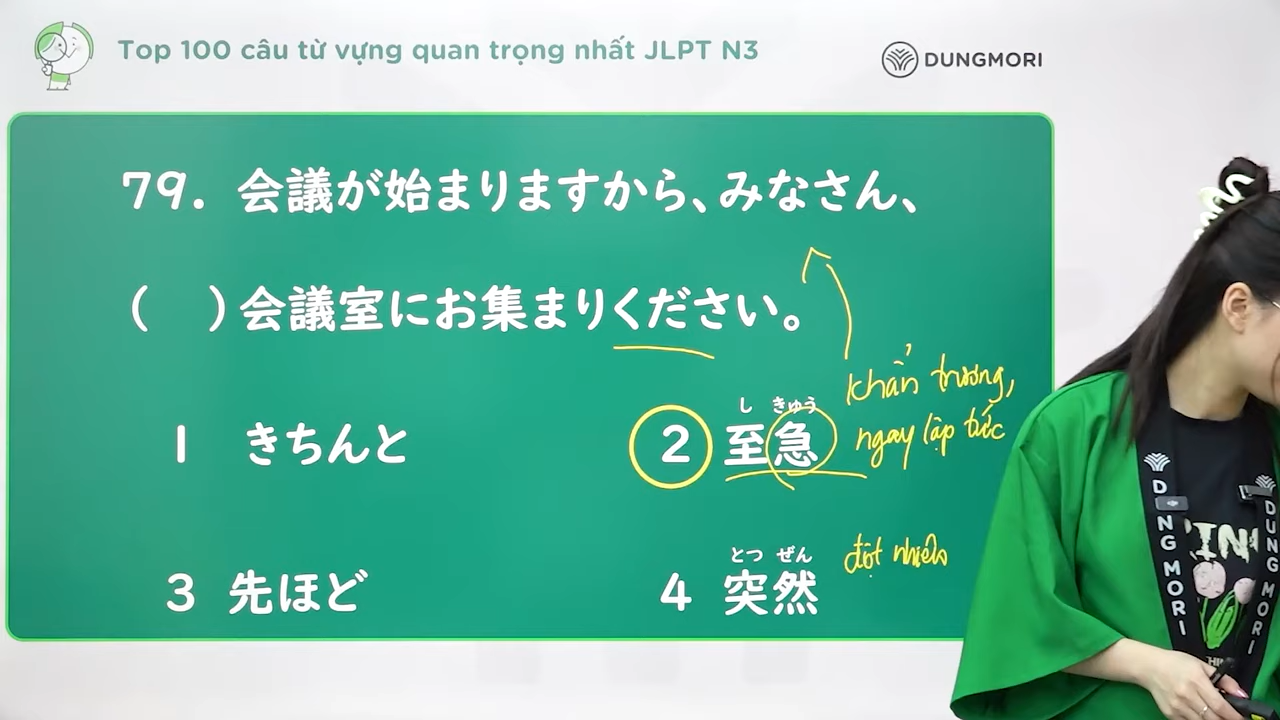 Top 100 câu từ vựng quan trọng nhất JLPT N3
DUNGMORI
79. 会議が始まりますから、みなさん、
(　)会議室にお集まりください。
1 きちんと
し きゅう
2 至急
khẩn trương,
ngay lập tức
3 先ほど
とつ ぜん
4 突然
đột nhiên
DUNGMORI
DUNGMORI